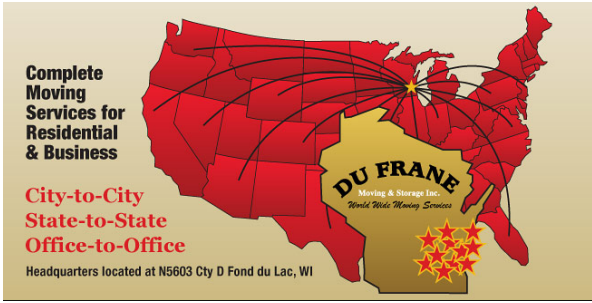 Complete
Moving
Services for
Residential
& Business
City-to-City
State-to-State
Office-to-Office
Headquarters located at N5603 Cty D Fond du Lac, WI
DU FRANE
Moving & Storage Inc.
World Wide Moving Services